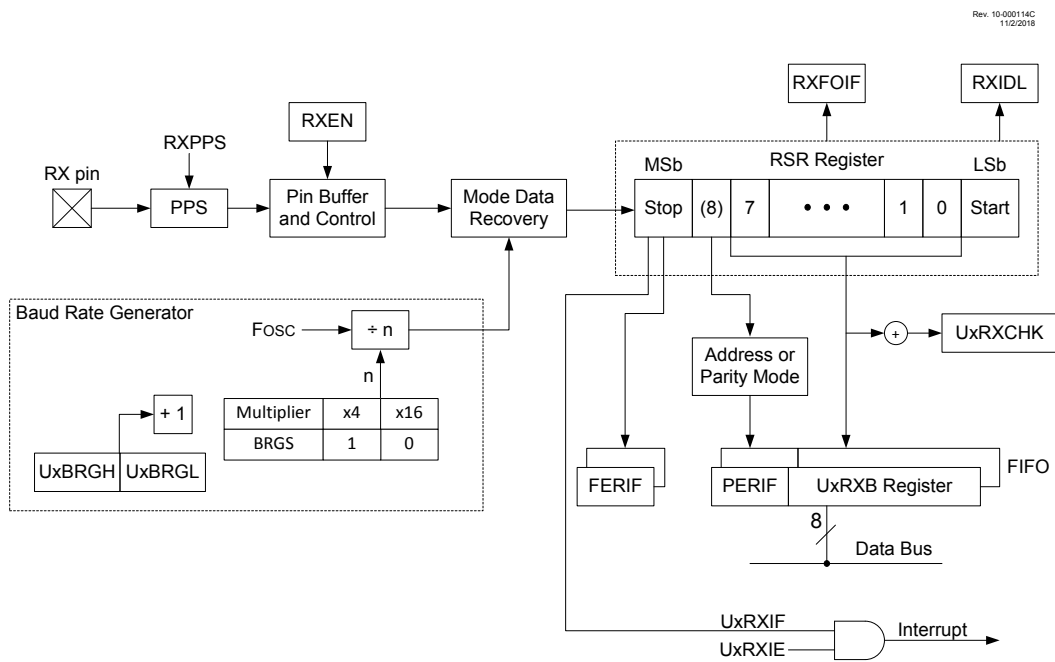 Rev. 10-000114C
11/2/2018
RXFOIF
RXIDL
RXEN
RXPPS
RX pin
PPS
Pin Buffer
and Control
Mode Data
Recovery
MSb
RSR Register
LSb
Stop
(8)
7
• • •
1
0
Start
Baud Rate Generator
FOSC
÷ n
n
Multiplier x4 x16
BRGS 1 0
+ 1
UxBRGH UxBRGL
+
UxRXCHK
Address or
Parity Mode
FIFO
FERIF
PERIF
UxRXB Register
8
Data Bus
UxRXIF
UxRXIE
Interrupt